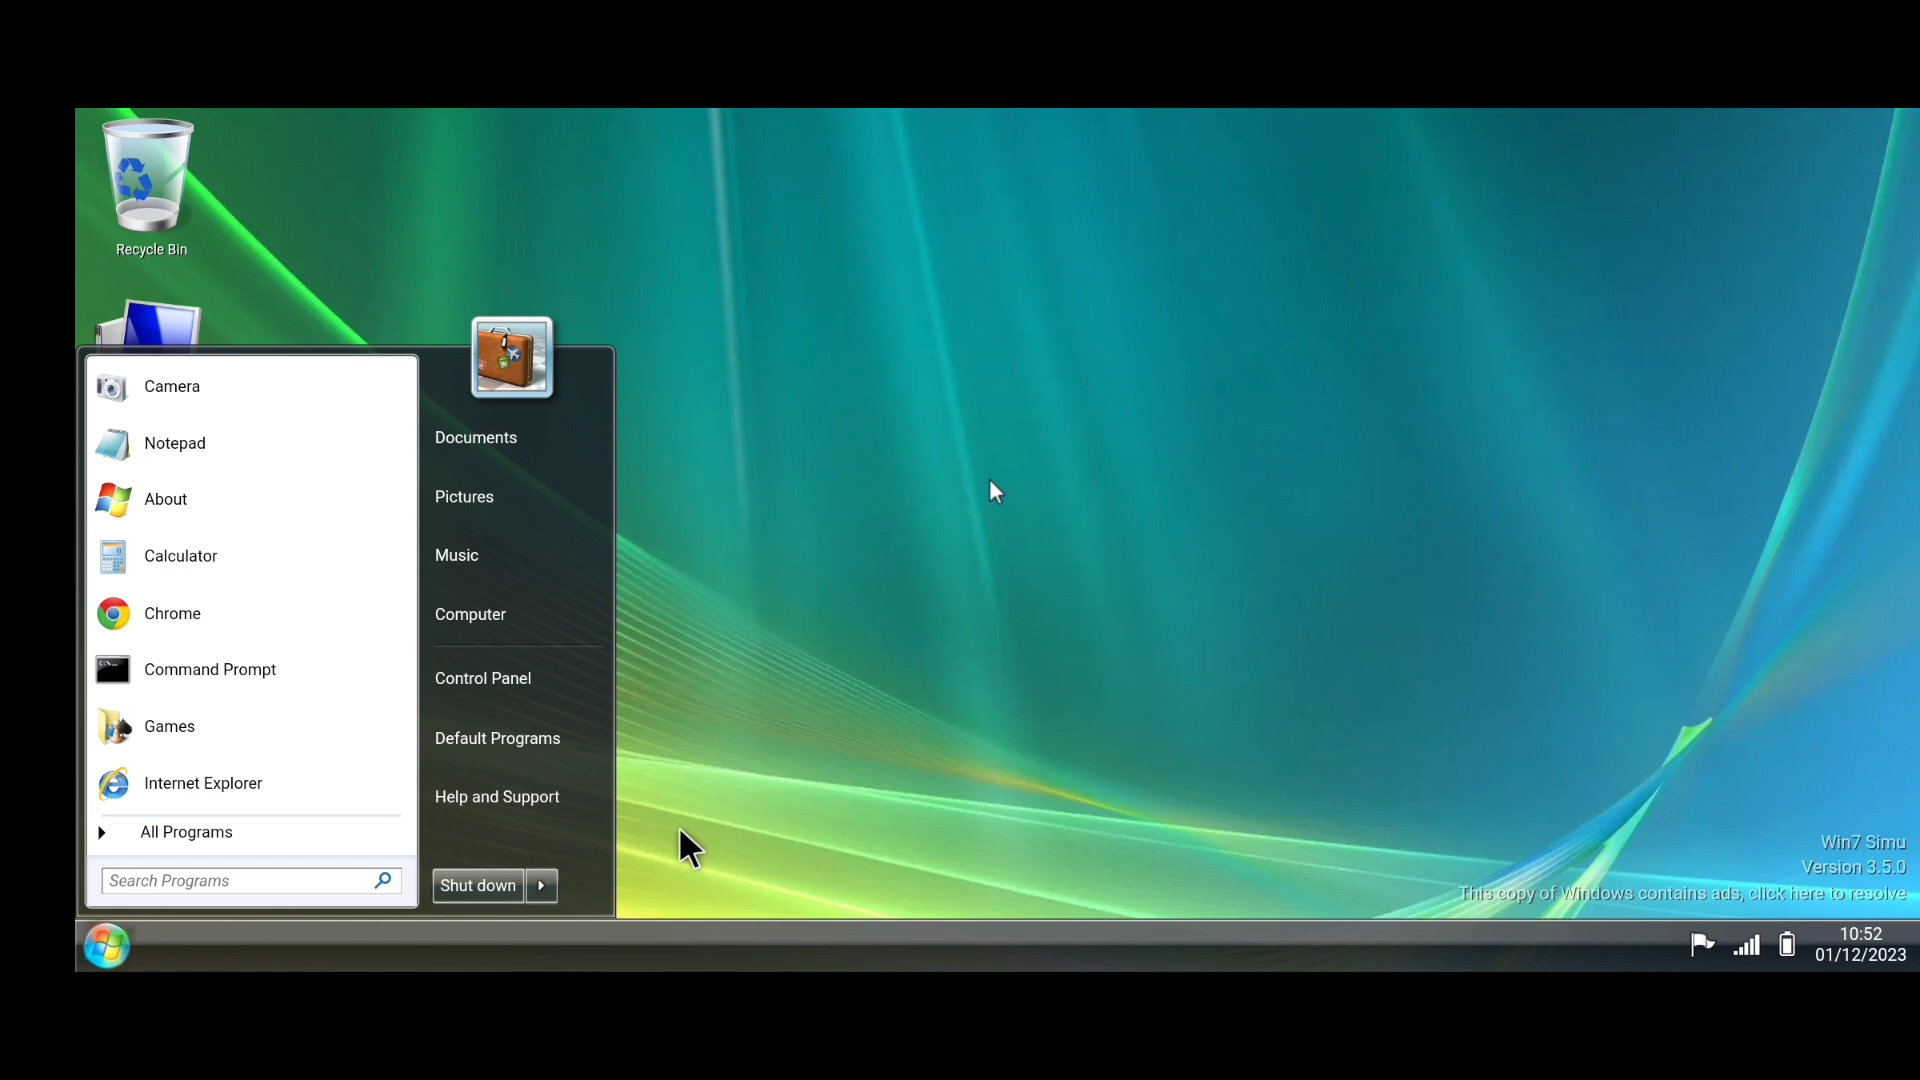 Recycle Bin
Camera
Notepad
About
Calculator
Chrome
Command Prompt
Games
Internet Explorer
All Programs
Search Programs
Documents
Pictures
Music
Computer
Control Panel
Default Programs
Help and Support
Shut down
Win7 Simu
Version 3.5.0
This copy of Windows contains ads, click here to resolve
10:52
01/12/2023